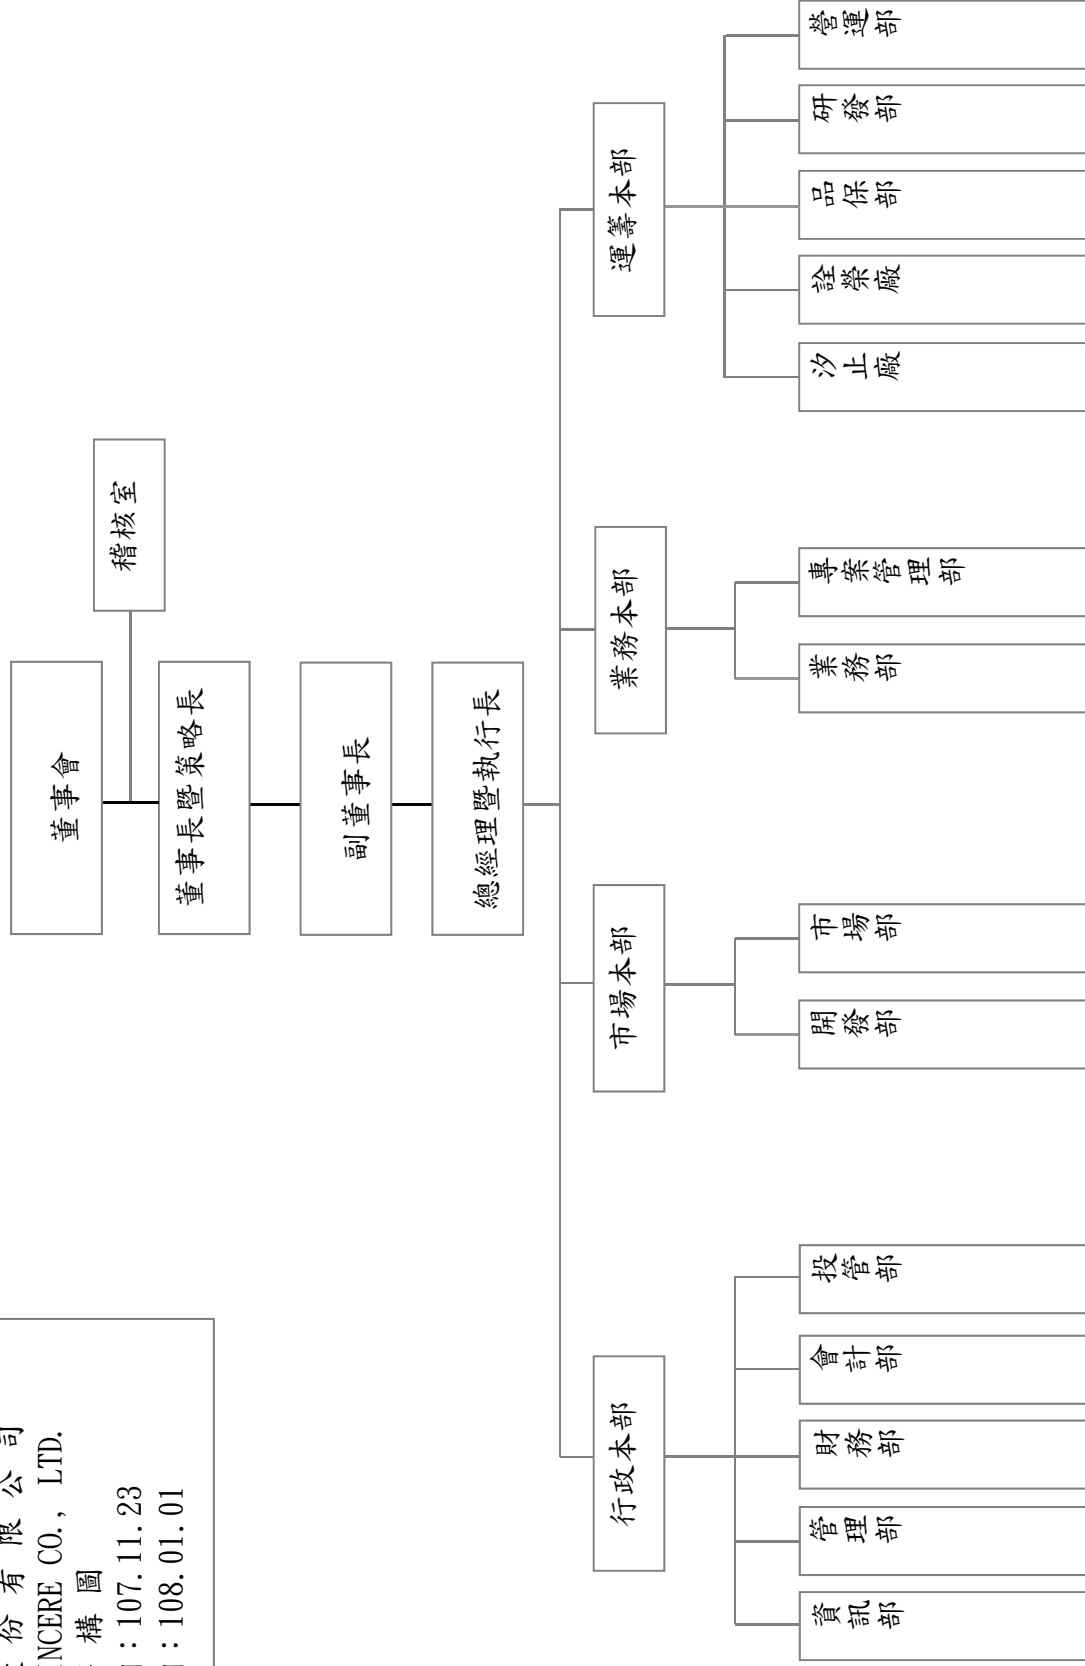 份有限公司
NCERE CO., LTD.
構圖
:107.11.23
:108.01.01
董事會
稽核室
董事長暨策略長
副董事長
總經理暨執行長
行政本部
市場本部
業務本部
運籌本部
資訊部
管理部
財務部
會計部
投管部
開發部
市場部
業務部
專案管理部
汐止廠
詮榮廠
品保部
研發部
營運部